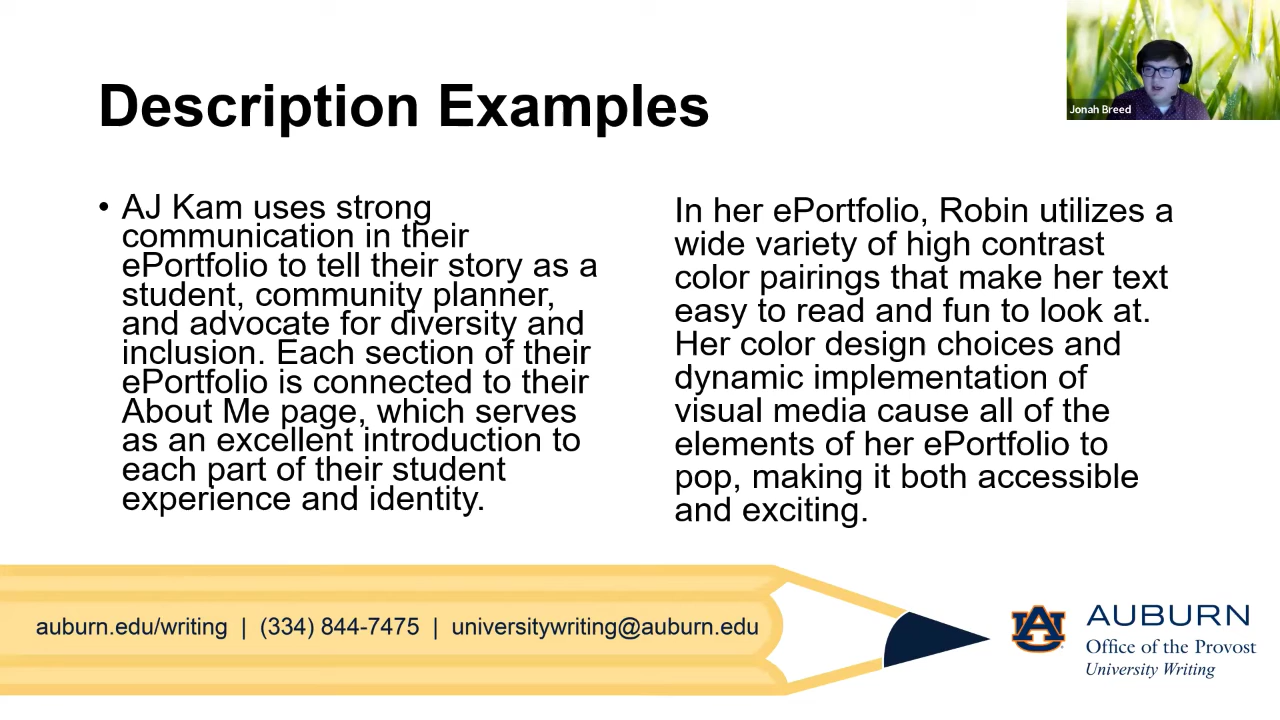 Description Examples
Jonah Breed
• AJ Kam uses strong
communication in their
ePortfolio to tell their story as a
student, community planner,
and advocate for diversity and
inclusion. Each section of their
ePortfolio is connected to their
About Me page, which serves
as an excellent introduction to
each part of their student
experience and identity.
In her ePortfolio, Robin utilizes a
wide variety of high contrast
color pairings that make her text
easy to read and fun to look at.
Her color design choices and
dynamic implementation of
visual media cause all of the
elements of her ePortfolio to
pop, making it both accessible
and exciting.
auburn.edu/writing | (334) 844-7475 | universitywriting@auburn.edu
AU
AUBURN
Office of the Provost
University Writing